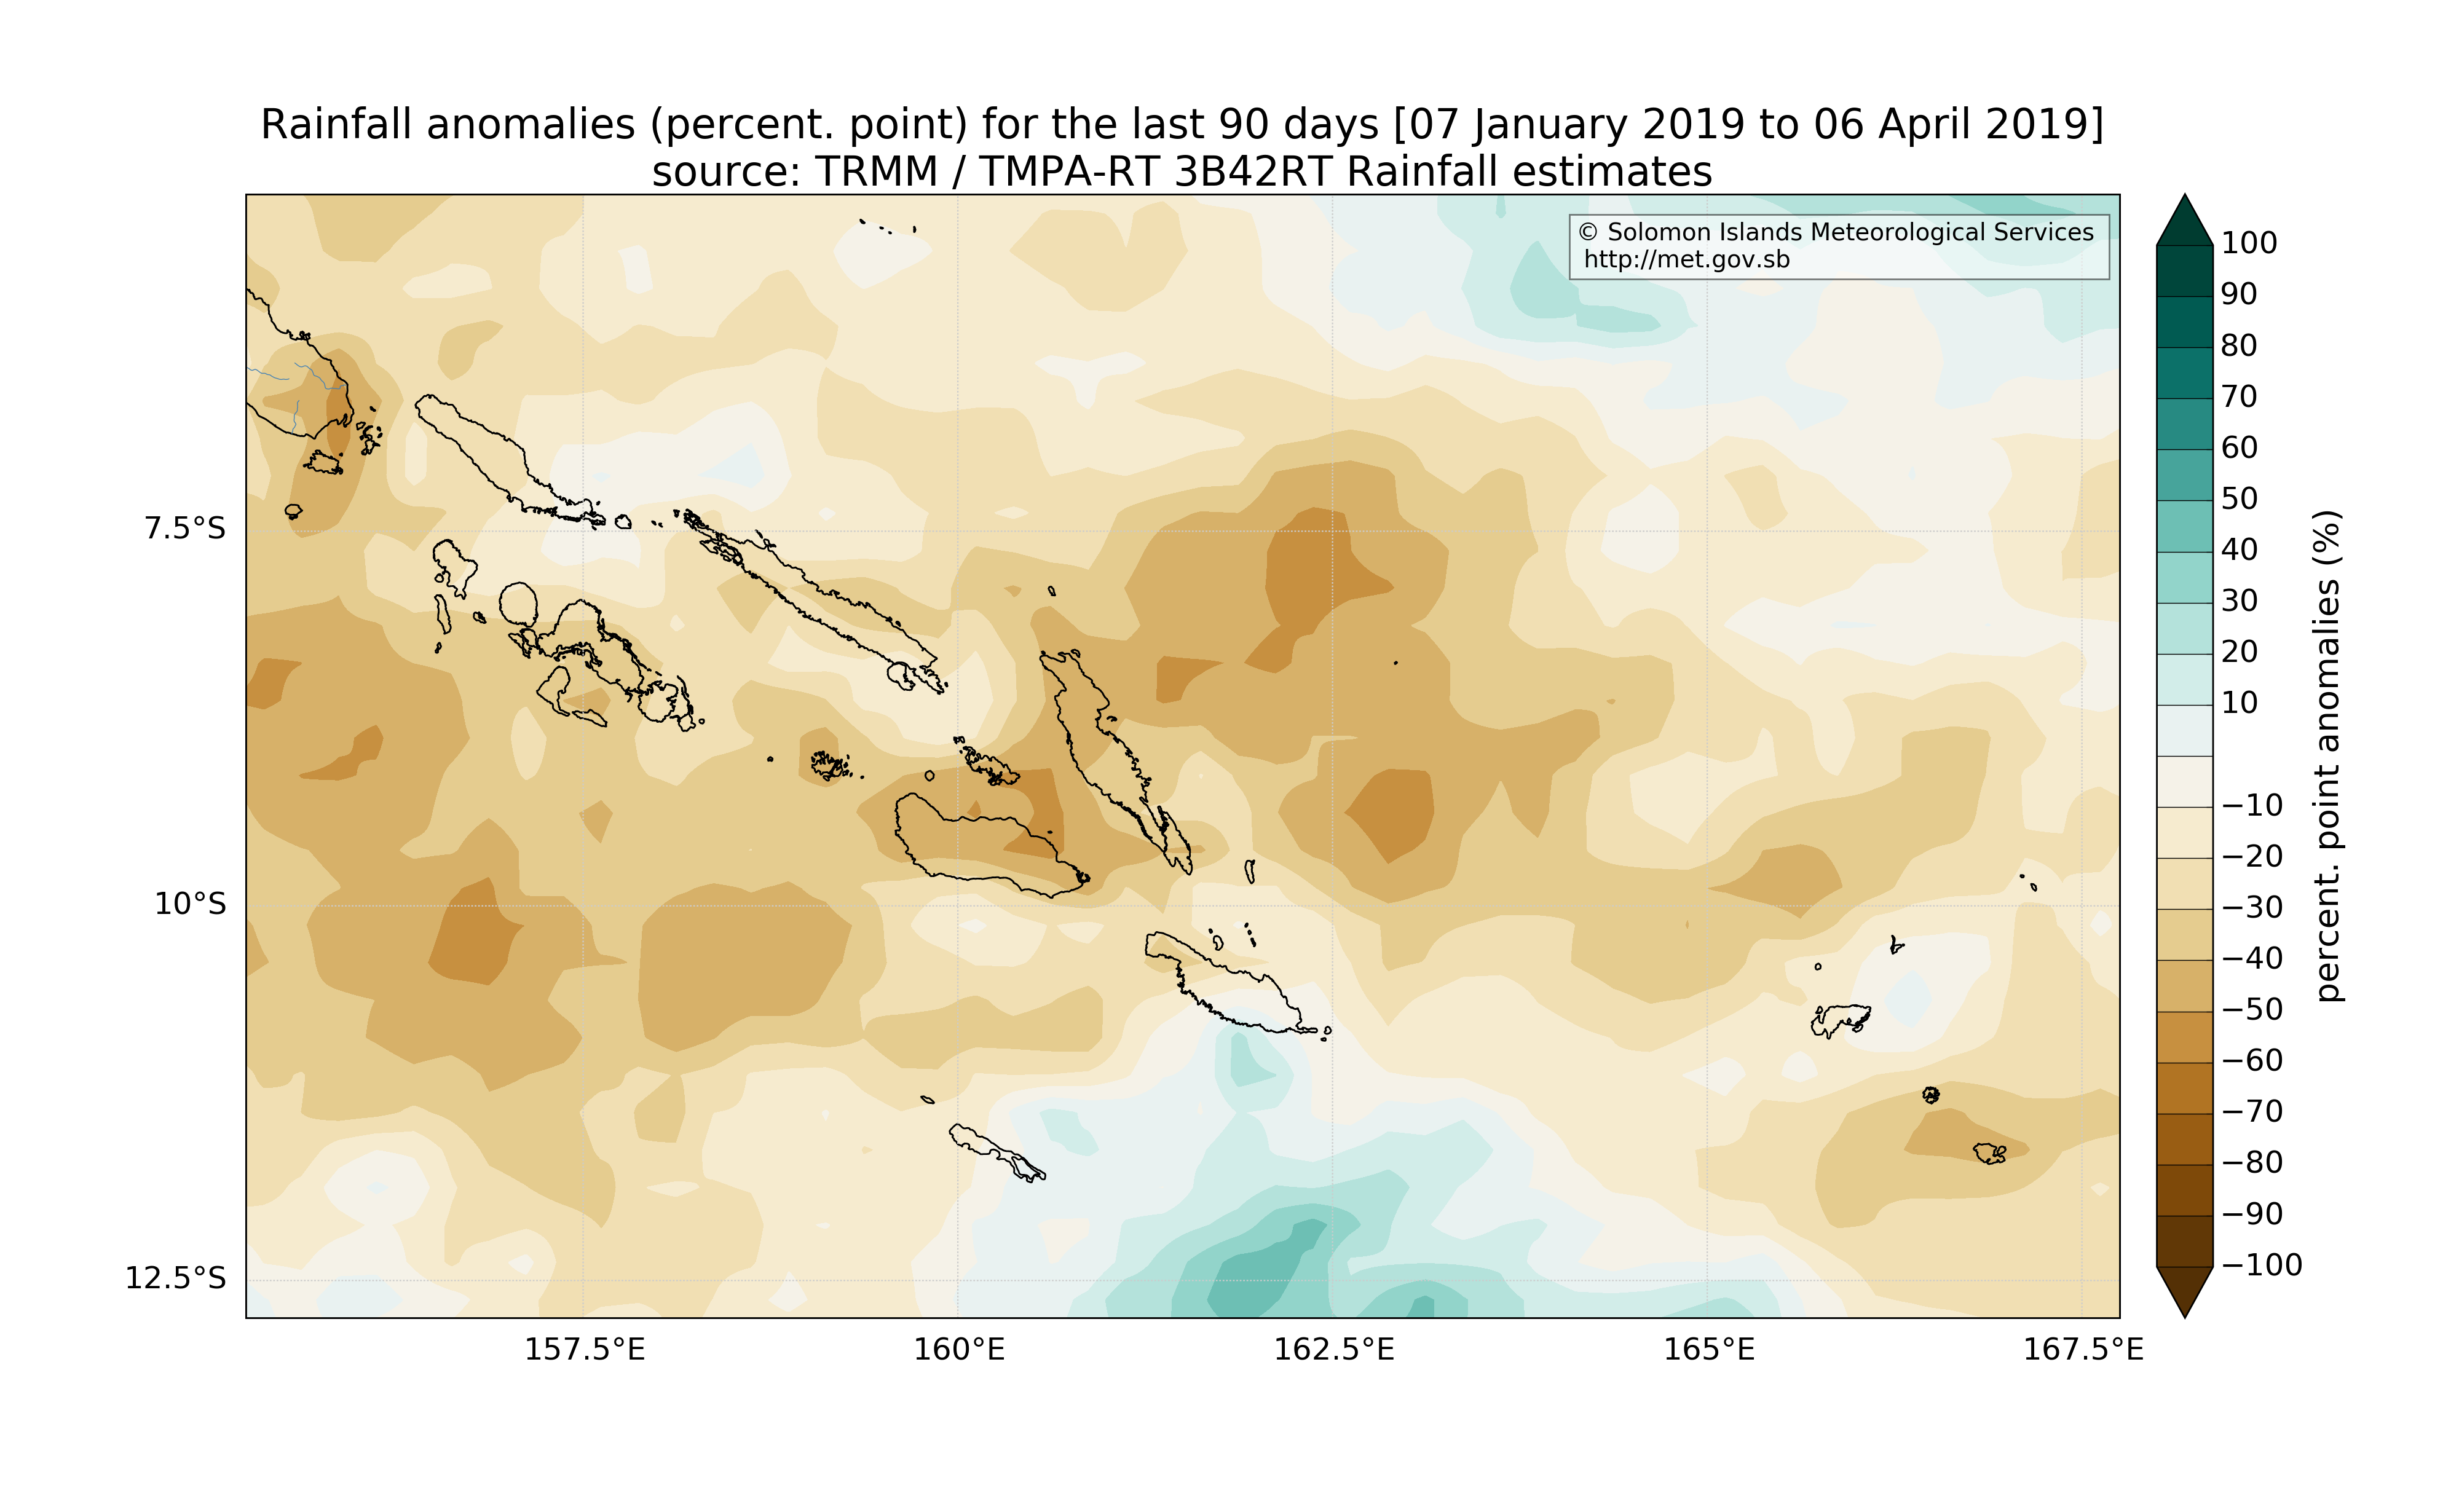 Rainfall anomalies (percent. point) for the last 90 days [07 January 2019 to 06 April 2019]
source: TRMM / TMPA-RT 3B42RT Rainfall estimates
© Solomon Islands Meteorological Services
http://met.gov.sb
7.5°S
10°S
12.5°S
157.5°E
160°E
162.5°E
165°E
167.5°E
100
90
80
70
60
50
40
30
20
10
−10
−20
−30
−40
−50
−60
−70
−80
−90
−100
percent. point anomalies (%)